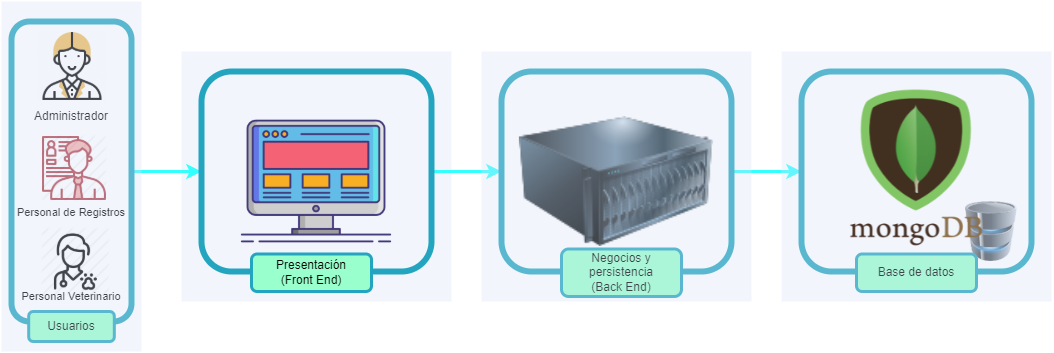 Administrador
Personal de Registros
Personal Veterinario
Usuarios
Presentación
(Front End)
Negocios y
persistencia
(Back End)
mongoDB
Base de datos